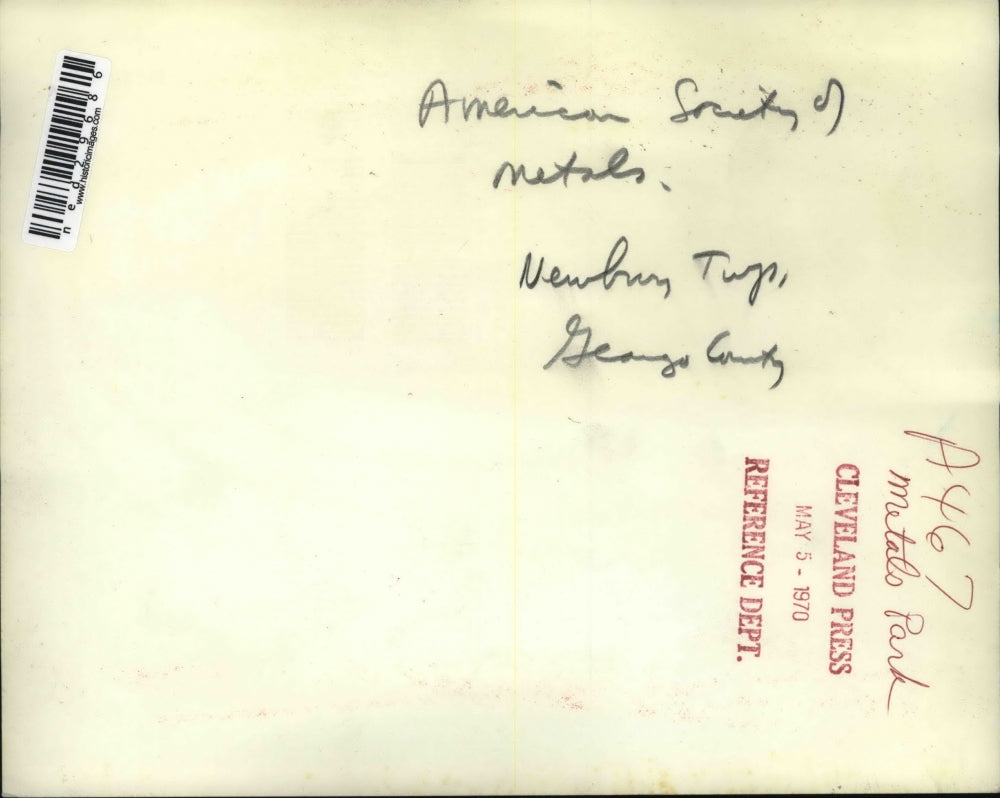 American Society of
Metals.
Newbury Twp.
Geauga County
A467
Metals Park
CLEVELAND PRESS
MAY 5 - 1970
REFERENCE DEPT.
www.historicimages.com
ned29686